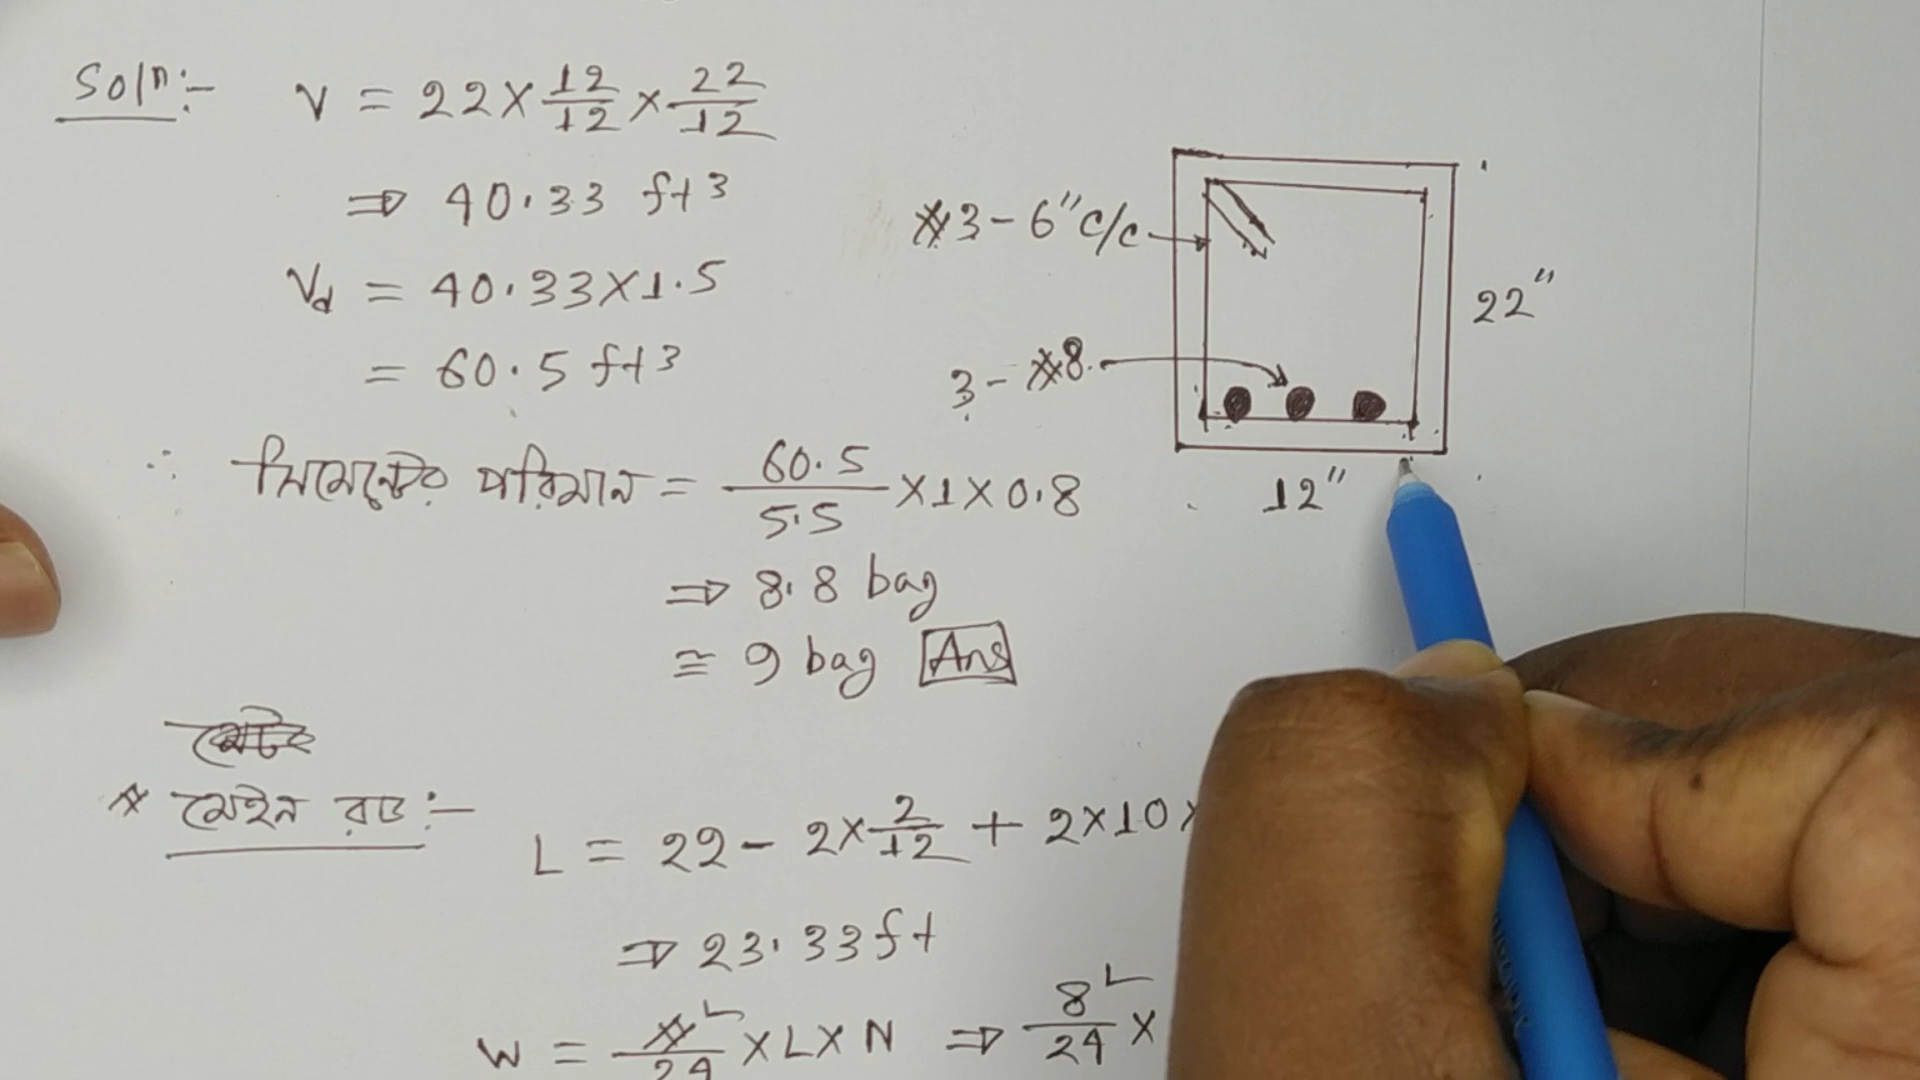 Solⁿ:-
V = 22 × 12/12 × 22/12
⇒ 40.33 ft³
Vd = 40.33×1.5
= 60.5 ft³
∴ সিমেন্টের পরিমান = 60.5/5.5 ×1×0.8
⇒ 8.8 bag
≅ 9 bag Ans
* মেইন রড:-
L = 22 - 2×2/12 + 2×10×
⇒ 23.33 ft
W = #²/24 ×L×N ⇒ 8²/24 ×
#3 - 6"c/c
3 - #8
22"
12"